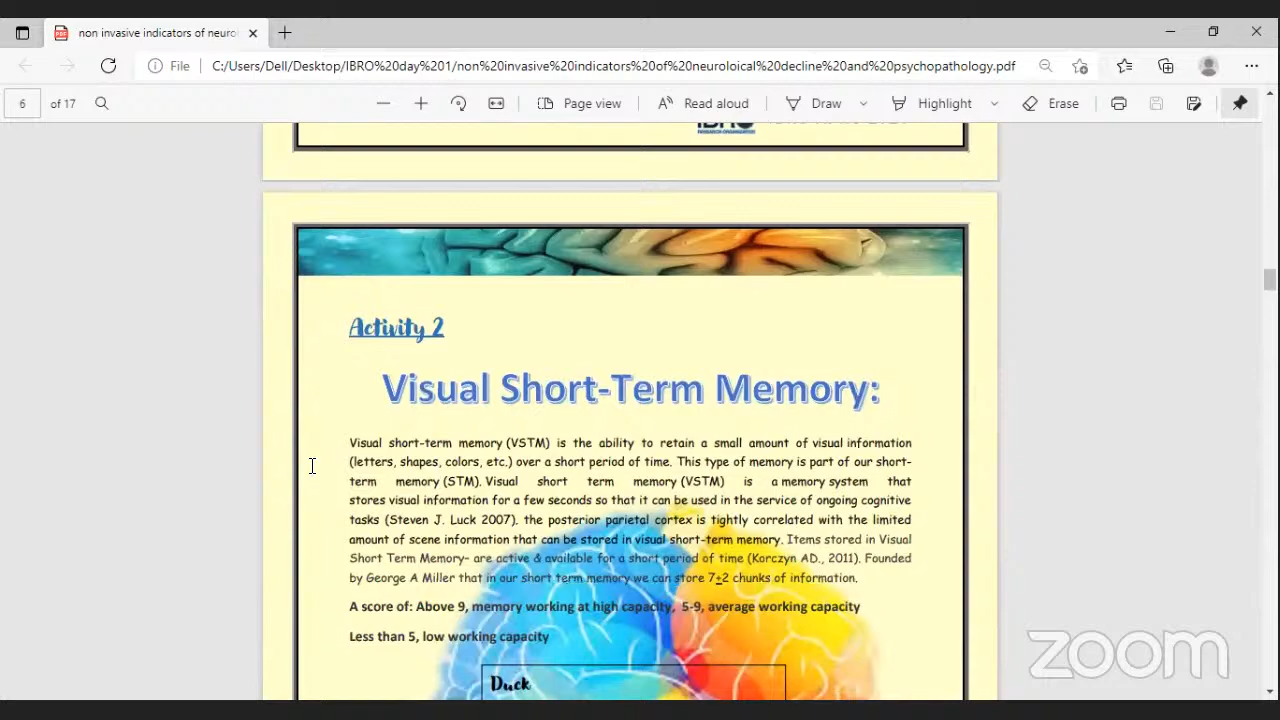 non invasive indicators of neuro
File
C:/Users/Dell/Desktop/IBRO%20day%201/non%20invasive%20indicators%20of%20neuroloical%20decline%20and%20psychopathology.pdf
6 of 17
Page view
Read aloud
Draw
Highlight
Erase
Activity 2
Visual Short-Term Memory:
Visual short-term memory (VSTM) is the ability to retain a small amount of visual information
(letters, shapes, colors, etc.) over a short period of time. This type of memory is part of our short-
term memory (STM). Visual short term memory (VSTM) is a memory system that
stores visual information for a few seconds so that it can be used in the service of ongoing cognitive
tasks (Steven J. Luck 2007). the posterior parietal cortex is tightly correlated with the limited
amount of scene information that can be stored in visual short-term memory. Items stored in Visual
Short Term Memory- are active & available for a short period of time (Korczyn AD., 2011). Founded
by George A Miller that in our short term memory we can store 7±2 chunks of information.
A score of: Above 9, memory working at high capacity, 5-9, average working capacity
Less than 5, low working capacity
Duck
zoom